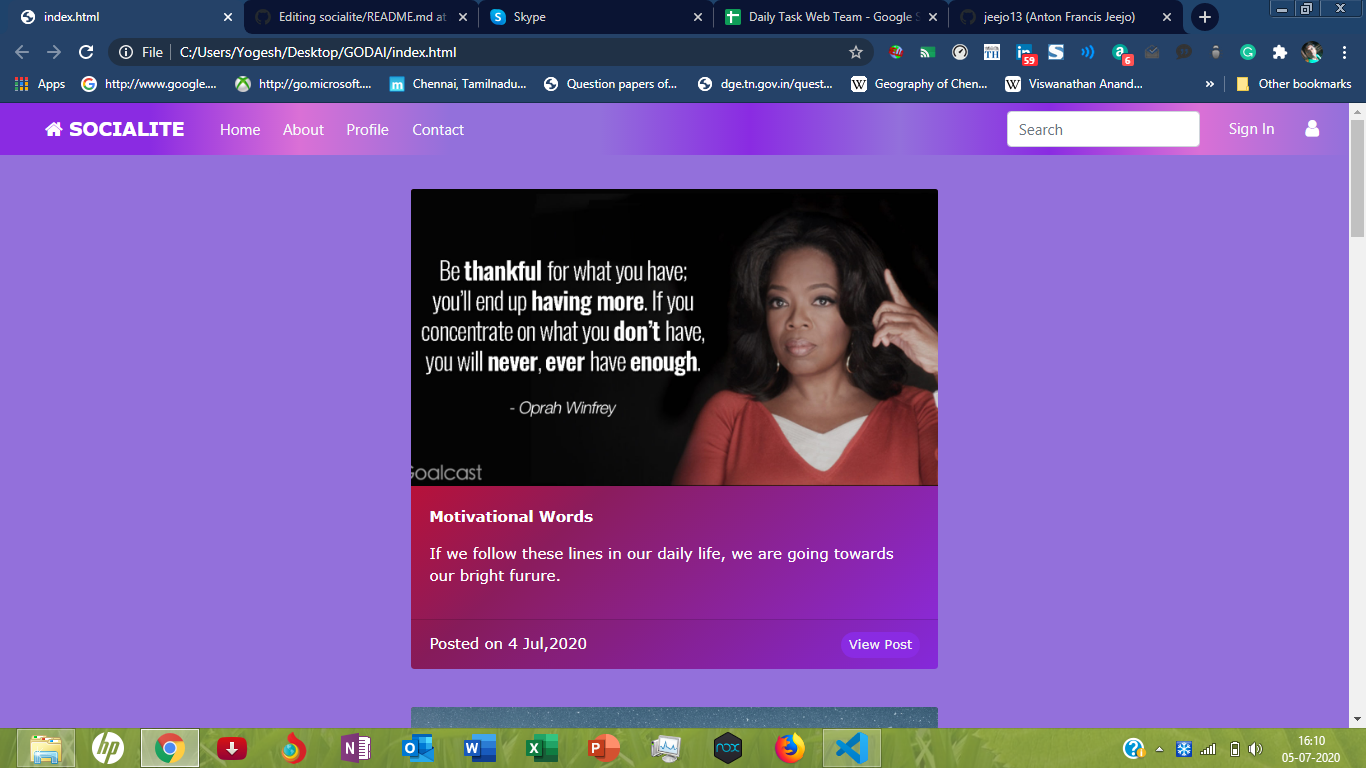 index.html
Editing socialite/README.md at
Skype
Daily Task Web Team - Google S
jeejo13 (Anton Francis Jeejo)
File
C:/Users/Yogesh/Desktop/GODAI/index.html
59
6
Apps
http://www.google....
http://go.microsoft....
Chennai, Tamilnadu...
Question papers of...
dge.tn.gov.in/quest...
Geography of Chen...
Viswanathan Anand...
»
Other bookmarks
SOCIALITE
Home
About
Profile
Contact
Search
Sign In
Be thankful for what you have;
you'll end up having more. If you
concentrate on what you don't have,
you will never, ever have enough.
- Oprah Winfrey
Goalcast
Motivational Words
If we follow these lines in our daily life, we are going towards
our bright furure.
Posted on 4 Jul,2020
View Post
hp
nox
16:10
05-07-2020